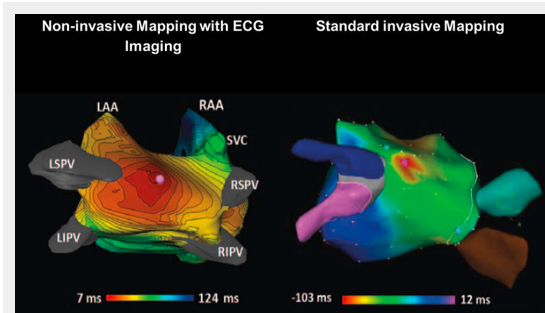 Non-invasive Mapping with ECG
Imaging
Standard invasive Mapping
LAA
RAA
SVC
LSPV
RSPV
LIPV
RIPV
7 ms
124 ms
-103 ms
12 ms